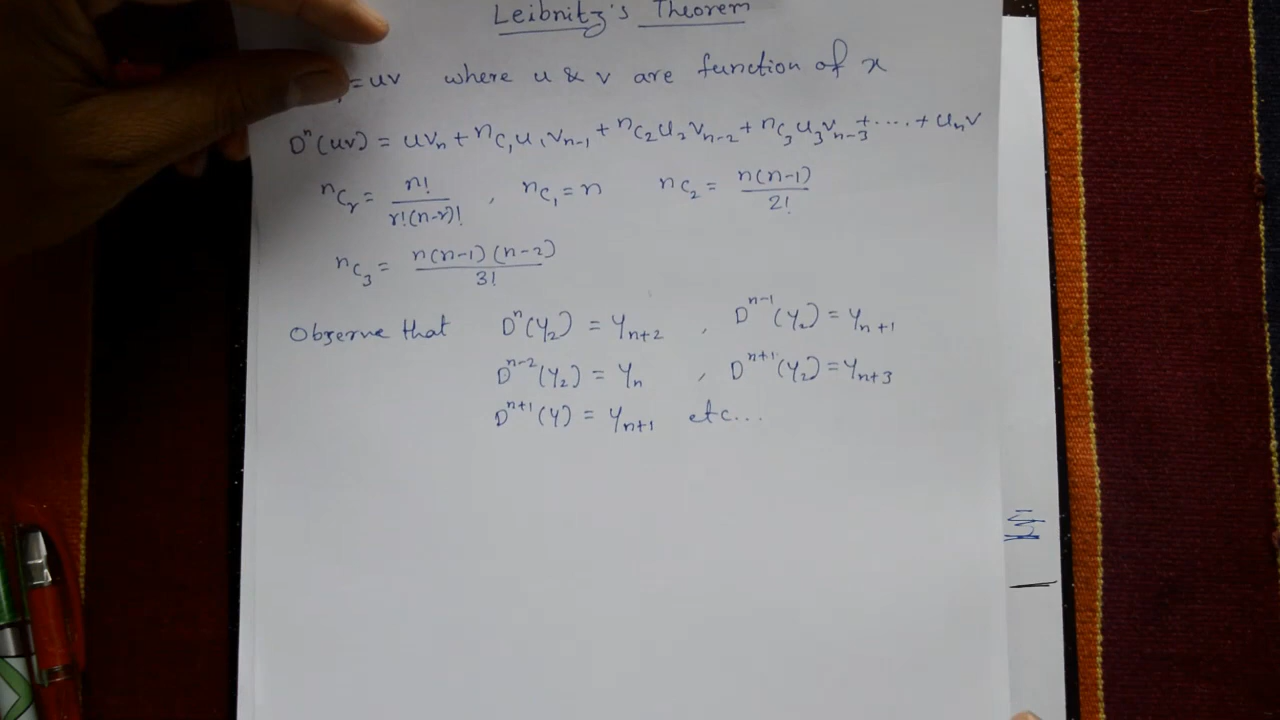 Leibnitz's Theorem
= uv where u & v are function of x
Dⁿ(uv) = uvₙ + ⁿC₁u₁vₙ₋₁ + ⁿC₂u₂vₙ₋₂ + ⁿC₃u₃vₙ₋₃ + ..... + uₙv
ⁿCᵣ = n!/r!(n-r)! , ⁿC₁ = n ⁿC₂ = n(n-1)/2!
ⁿC₃ = n(n-1)(n-2)/3!
Observe that Dⁿ(y₂) = yₙ₊₂ , Dⁿ⁻¹(y₂) = yₙ₊₁
Dⁿ⁻²(y₂) = yₙ , Dⁿ⁺¹(y₂) = yₙ₊₃
Dⁿ⁺¹(y) = yₙ₊₁ etc...